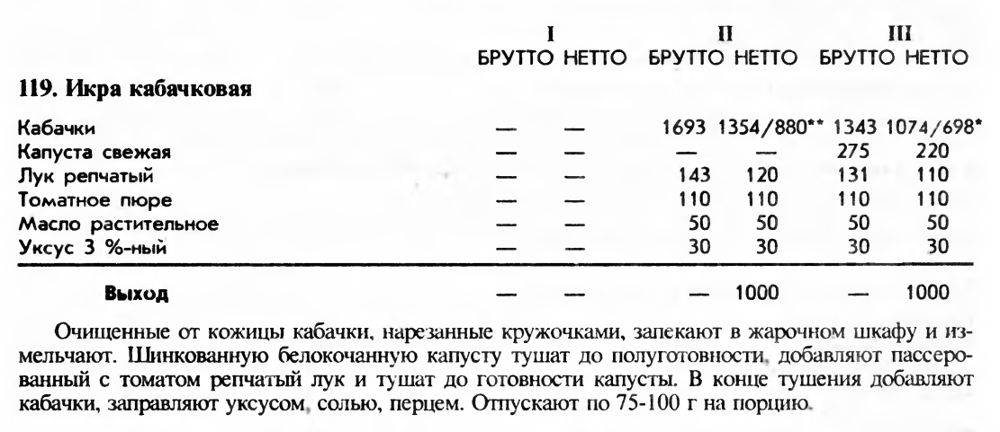 I II III
БРУТТО НЕТТО БРУТТО НЕТТО БРУТТО НЕТТО
119. Икра кабачковая
Кабачки — — 1693 1354/880** 1343 1074/698*
Капуста свежая — — — — 275 220
Лук репчатый — — 143 120 131 110
Томатное пюре — — 110 110 110 110
Масло растительное — — 50 50 50 50
Уксус 3 %-ный — — 30 30 30 30
Выход — — — 1000 — 1000
Очищенные от кожицы кабачки, нарезанные кружочками, запекают в жарочном шкафу и из-
мельчают. Шинкованную белокочанную капусту тушат до полуготовности, добавляют пассеро-
ванный с томатом репчатый лук и тушат до готовности капусты. В конце тушения добавляют
кабачки, заправляют уксусом, солью, перцем. Отпускают по 75-100 г на порцию.